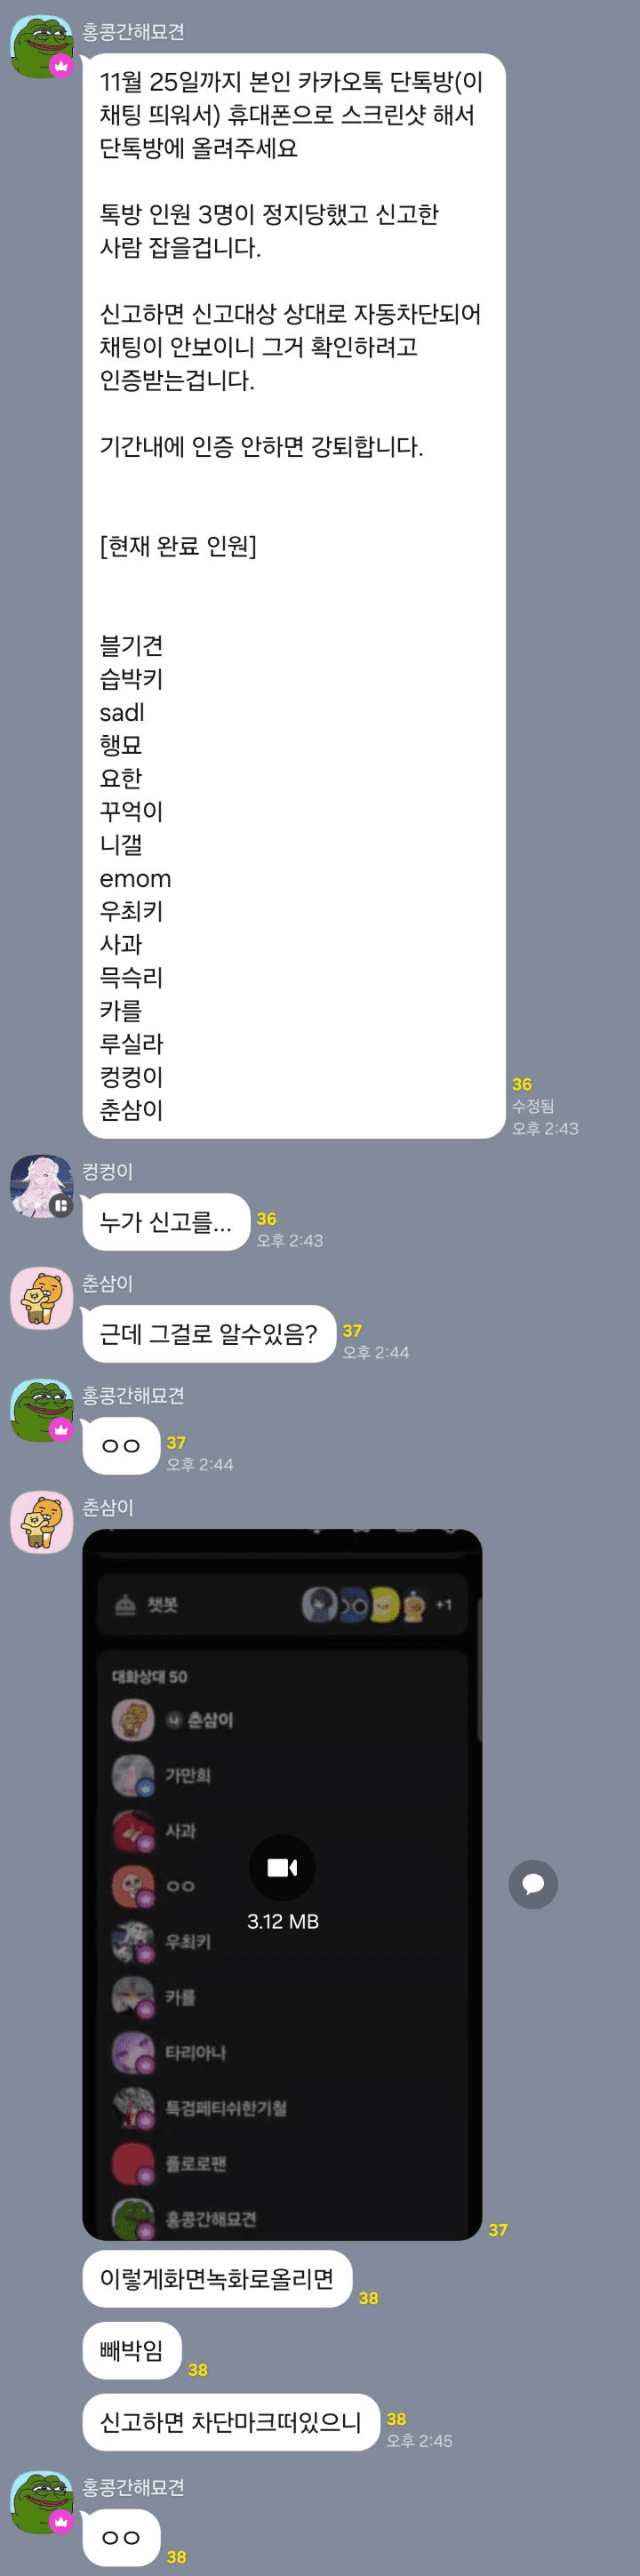 홍콩간해묘견
11월 25일까지 본인 카카오톡 단톡방(이
채팅 띄워서) 휴대폰으로 스크린샷 해서
단톡방에 올려주세요
톡방 인원 3명이 정지당했고 신고한
사람 잡을겁니다.
신고하면 신고대상 상대로 자동차단되어
채팅이 안보이니 그거 확인하려고
인증받는겁니다.
기간내에 인증 안하면 강퇴합니다.
[현재 완료 인원]
블기견
습박키
sadl
행묘
요한
꾸억이
니갤
emom
우최키
사과
믁슥리
카를
루실라
컹컹이
춘삼이
36
수정됨
오후 2:43
컹컹이
누가 신고를...
36
오후 2:43
춘삼이
근데 그걸로 알수있음?
37
오후 2:44
홍콩간해묘견
ㅇㅇ
37
오후 2:44
춘삼이
챗봇
+1
대화상대 50
나 춘삼이
가만희
사과
ㅇㅇ
3.12 MB
우최키
카를
타리아나
특검페티쉬한기철
플로로팬
홍콩간해묘견
37
이렇게화면녹화로올리면
38
빼박임
38
신고하면 차단마크떠있으니
38
오후 2:45
홍콩간해묘견
ㅇㅇ
38